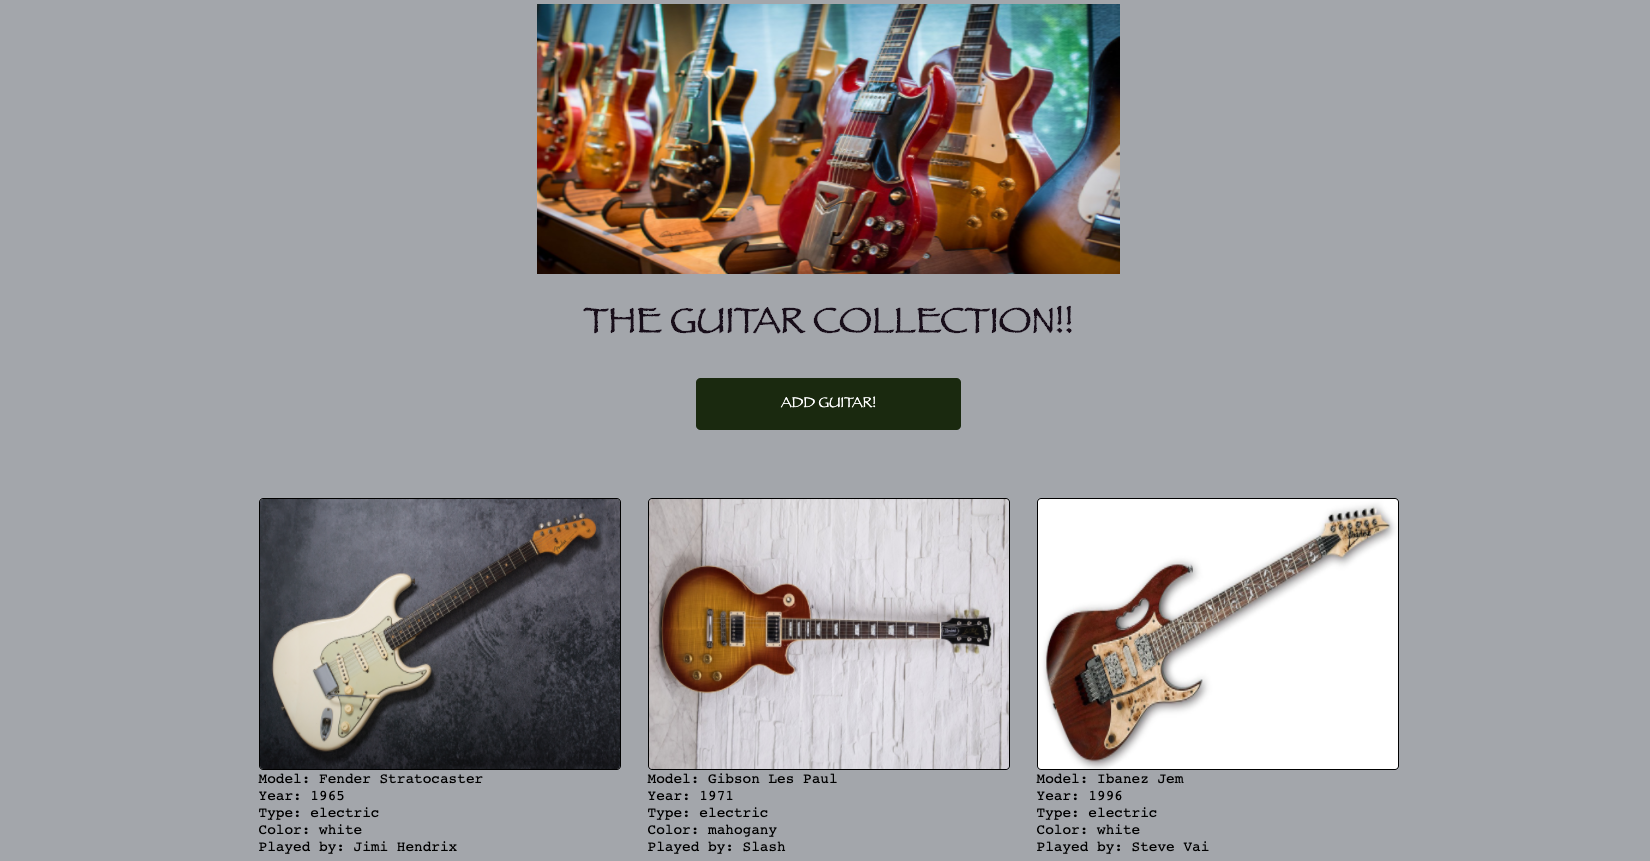 THE GUITAR COLLECTION!!
ADD GUITAR!
Model: Fender Stratocaster
Year: 1965
Type: electric
Color: white
Played by: Jimi Hendrix
Model: Gibson Les Paul
Year: 1971
Type: electric
Color: mahogany
Played by: Slash
Model: Ibanez Jem
Year: 1996
Type: electric
Color: white
Played by: Steve Vai